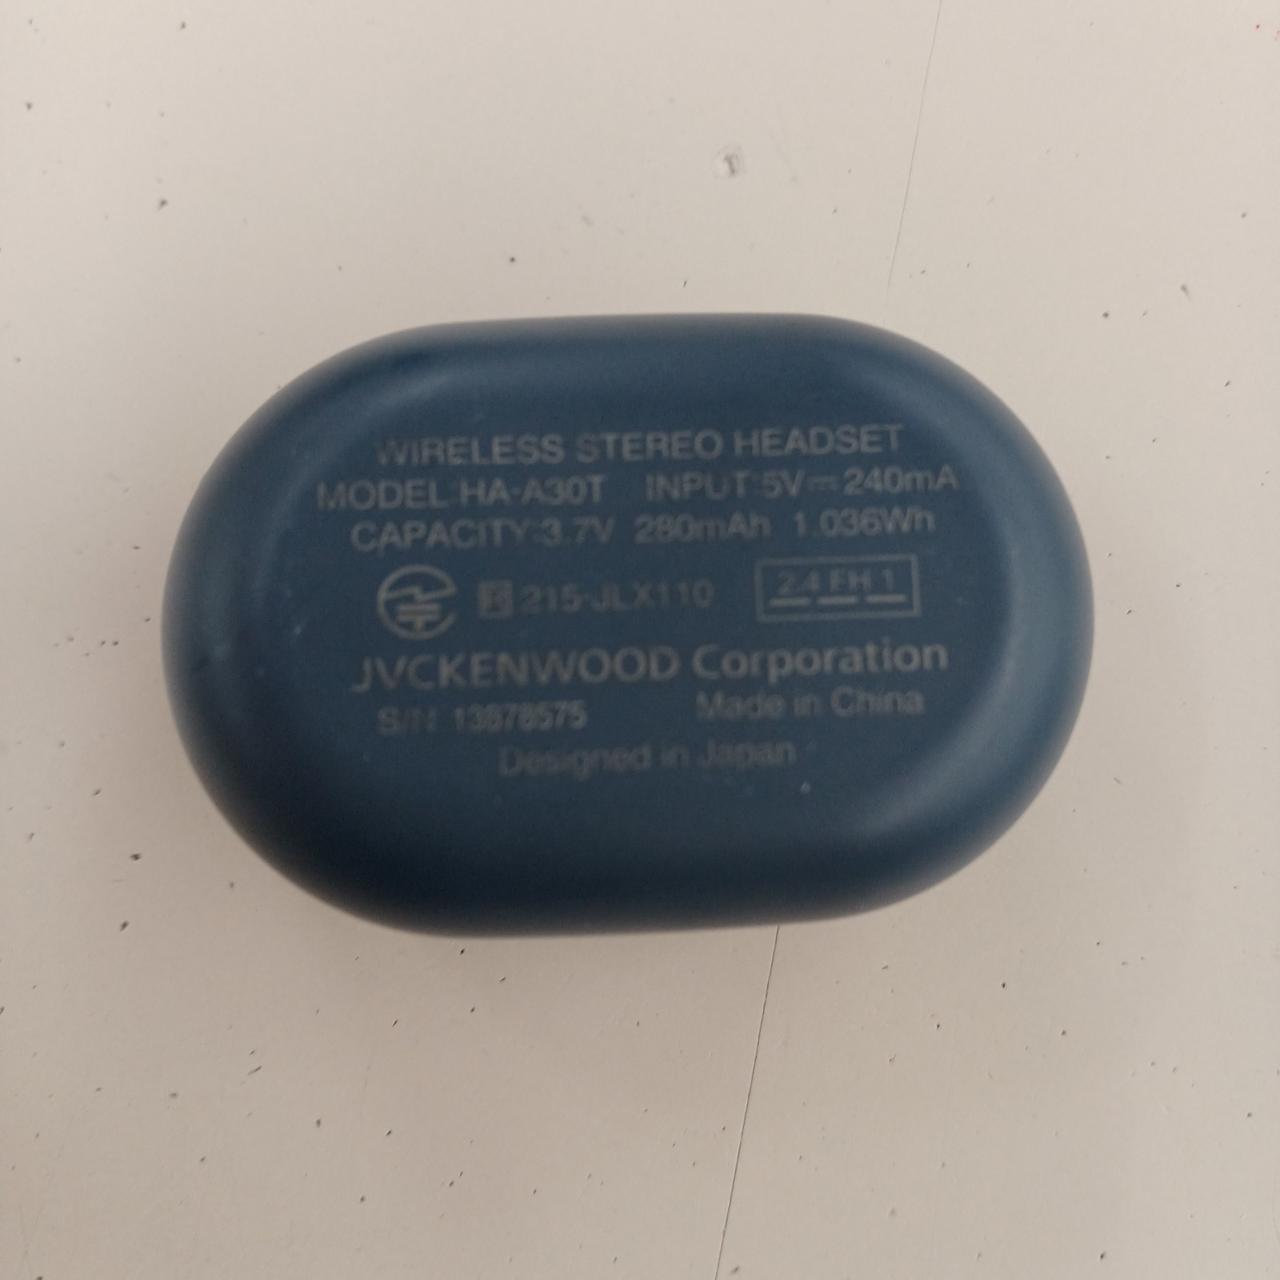 WIRELESS STEREO HEADSET
MODEL:HA-A30T INPUT:5V⎓240mA
CAPACITY:3.7V 280mAh 1.036Wh
R 215-JLX110 2.4 FH 1
JVCKENWOOD Corporation
S/N 13878575 Made in China
Designed in Japan